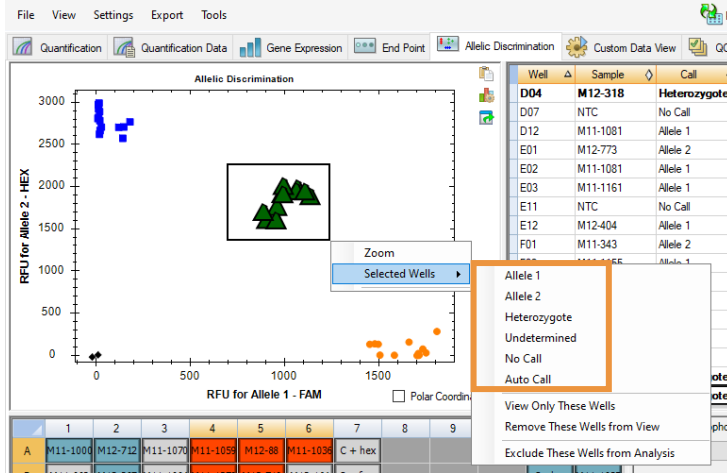 File View Settings Export Tools
Quantification Quantification Data Gene Expression End Point Allelic Discrimination Custom Data View QC
Allelic Discrimination
RFU for Allele 2 - HEX
3000
2500
2000
1500
1000
500
0
0 500 1000 1500
RFU for Allele 1 - FAM
Polar Coordina
Well Sample Call
D04 M12-318 Heterozygote
D07 NTC No Call
D12 M11-1081 Allele 1
E01 M12-773 Allele 2
E02 M11-1081 Allele 1
E03 M11-1161 Allele 1
E11 NTC No Call
E12 M12-404 Allele 1
F01 M11-343 Allele 2
Zoom
Selected Wells
Allele 1
Allele 2
Heterozygote
Undetermined
No Call
Auto Call
View Only These Wells
Remove These Wells from View
Exclude These Wells from Analysis
1 2 3 4 5 6 7 8 9
A M11-1000 M12-712 M11-1070 M11-1059 M12-88 M11-1036 C + hex